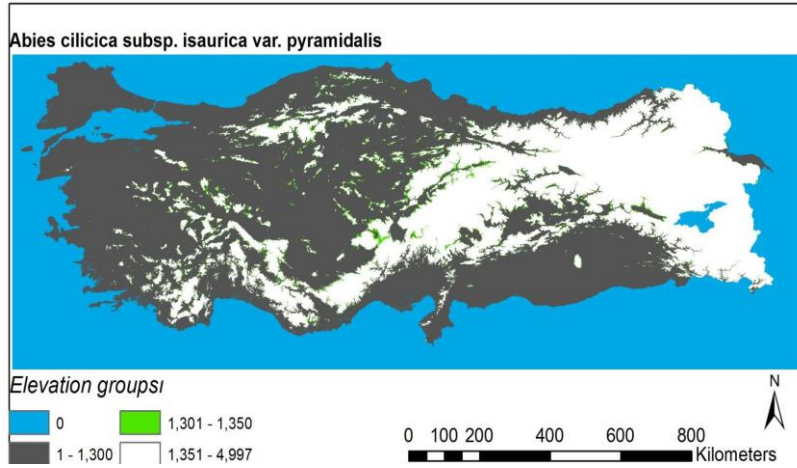 Abies cilicica subsp. isaurica var. pyramidalis
Elevation groupsı
0
1,301 - 1,350
1 - 1,300
1,351 - 4,997
N
0 100 200 400 600 800
Kilometers